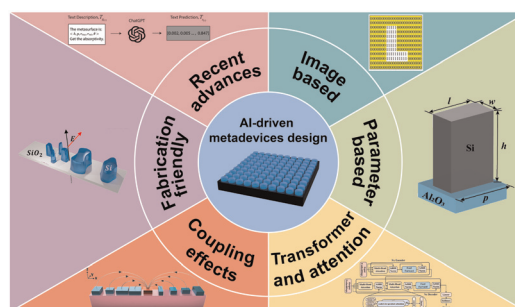 Text Description, T
ChatGPT
Text Prediction, T
The metasurface is
Get the absorptivity.
Recent
advances
Image
based
Fabrication
friendly
AI-driven
metadevices design
Parameter
based
Coupling
effects
Transformer
and attention
SiO₂
E
Si
l
w
h
Si
Al₂O₃
p